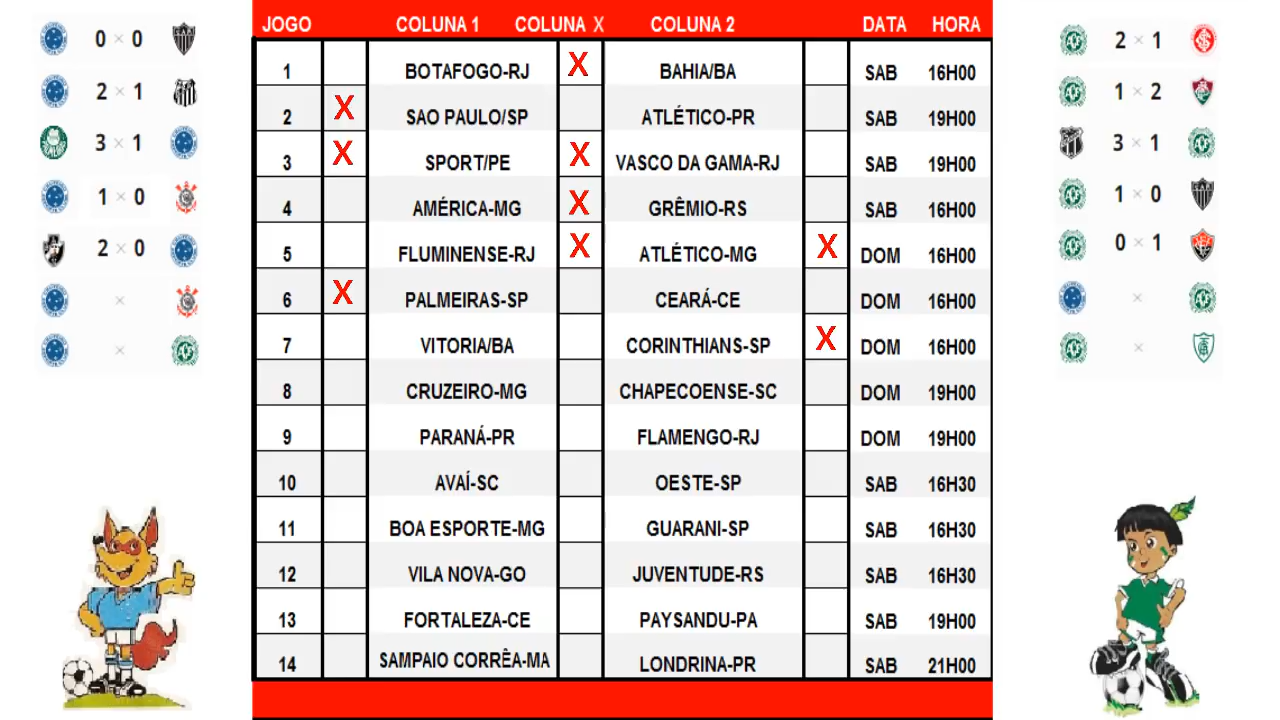 JOGO COLUNA 1 COLUNA X COLUNA 2 DATA HORA
1 BOTAFOGO-RJ X BAHIA/BA SAB 16H00
2 X SAO PAULO/SP ATLÉTICO-PR SAB 19H00
3 X SPORT/PE X VASCO DA GAMA-RJ SAB 19H00
4 AMÉRICA-MG X GRÊMIO-RS SAB 16H00
5 FLUMINENSE-RJ X ATLÉTICO-MG X DOM 16H00
6 X PALMEIRAS-SP CEARÁ-CE DOM 16H00
7 VITORIA/BA CORINTHIANS-SP X DOM 16H00
8 CRUZEIRO-MG CHAPECOENSE-SC DOM 19H00
9 PARANÁ-PR FLAMENGO-RJ DOM 19H00
10 AVAÍ-SC OESTE-SP SAB 16H30
11 BOA ESPORTE-MG GUARANI-SP SAB 16H30
12 VILA NOVA-GO JUVENTUDE-RS SAB 16H30
13 FORTALEZA-CE PAYSANDU-PA SAB 19H00
14 SAMPAIO CORRÊA-MA LONDRINA-PR SAB 21H00
0 × 0
2 × 1
3 × 1
1 × 0
2 × 0
×
×
2 × 1
1 × 2
3 × 1
1 × 0
0 × 1
×
×